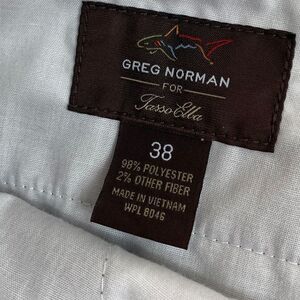 GREG NORMAN
FOR
Tasso Elba
38
98% POLYESTER
2% OTHER FIBER
MADE IN VIETNAM
WPL 8046